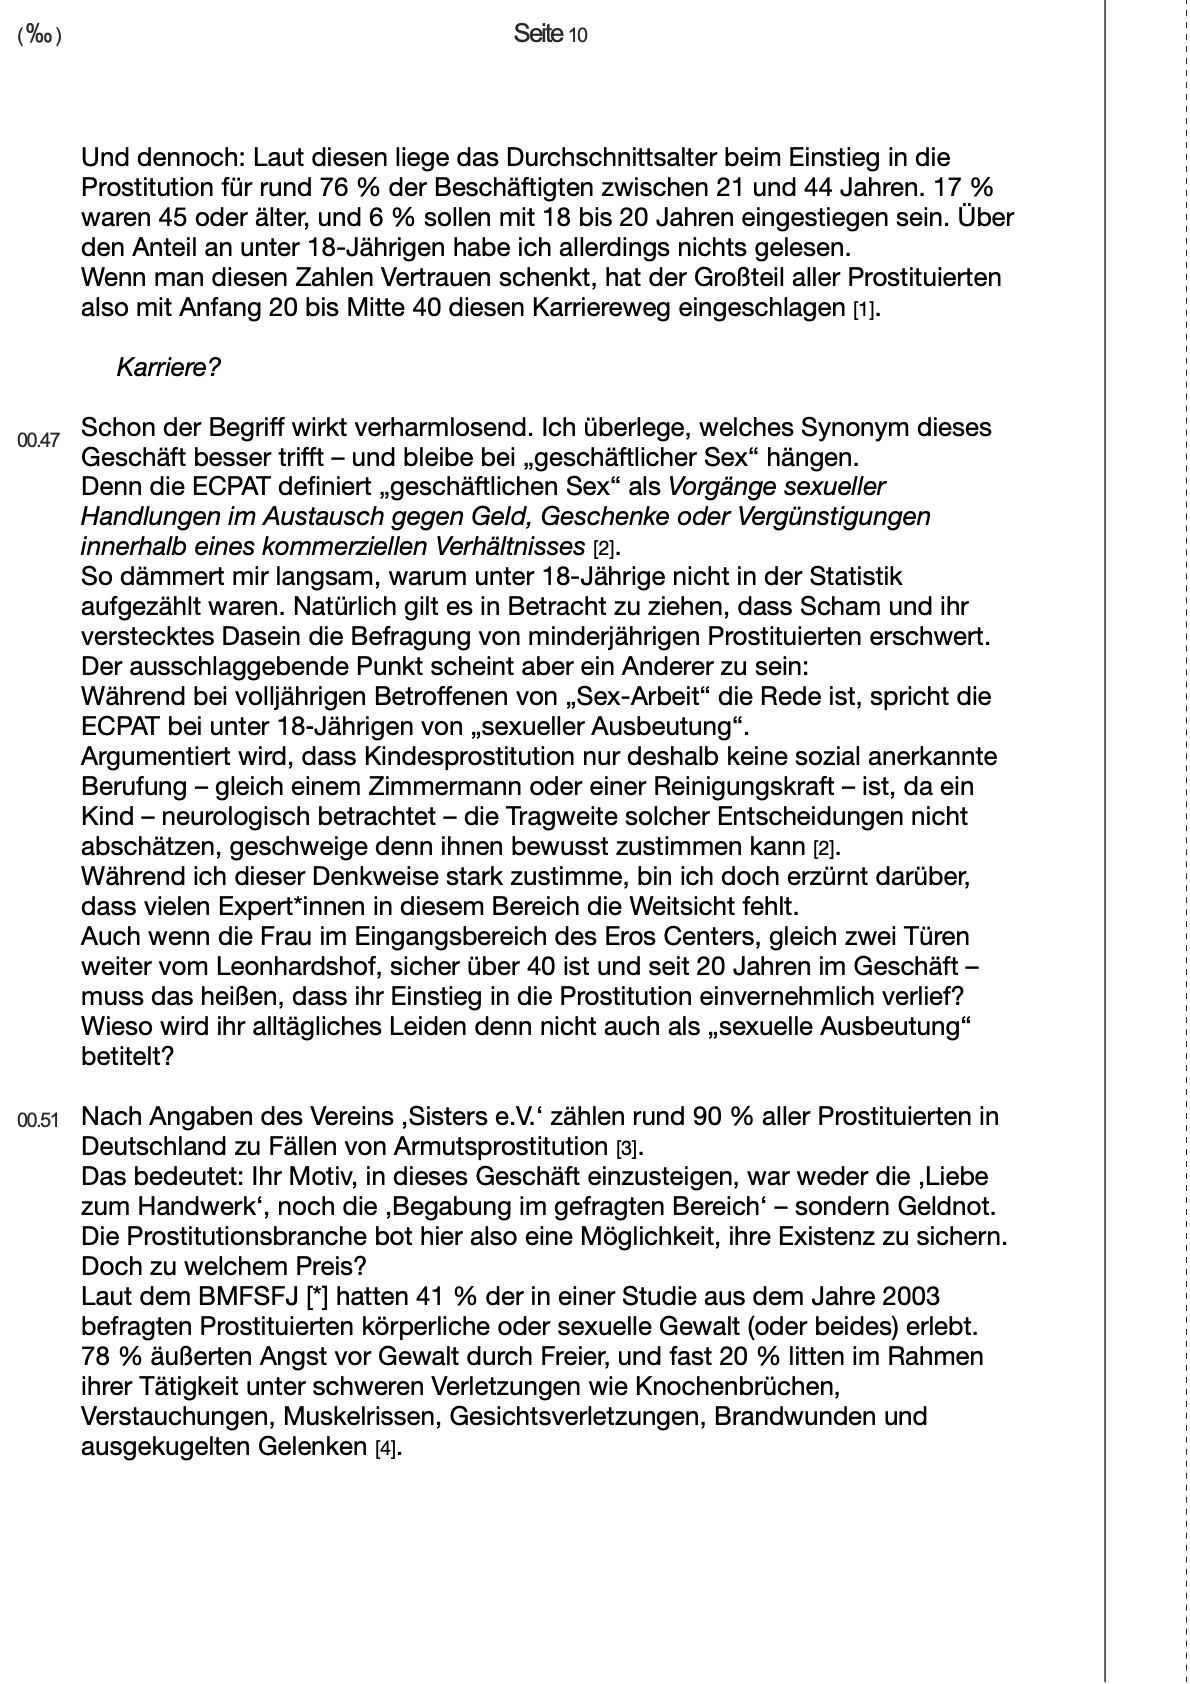 (‰)
Seite 10
Und dennoch: Laut diesen liege das Durchschnittsalter beim Einstieg in die
Prostitution für rund 76 % der Beschäftigten zwischen 21 und 44 Jahren. 17 %
waren 45 oder älter, und 6 % sollen mit 18 bis 20 Jahren eingestiegen sein. Über
den Anteil an unter 18-Jährigen habe ich allerdings nichts gelesen.
Wenn man diesen Zahlen Vertrauen schenkt, hat der Großteil aller Prostituierten
also mit Anfang 20 bis Mitte 40 diesen Karriereweg eingeschlagen [1].
Karriere?
00.47
Schon der Begriff wirkt verharmlosend. Ich überlege, welches Synonym dieses
Geschäft besser trifft – und bleibe bei „geschäftlicher Sex“ hängen.
Denn die ECPAT definiert „geschäftlichen Sex“ als Vorgänge sexueller
Handlungen im Austausch gegen Geld, Geschenke oder Vergünstigungen
innerhalb eines kommerziellen Verhältnisses [2].
So dämmert mir langsam, warum unter 18-Jährige nicht in der Statistik
aufgezählt waren. Natürlich gilt es in Betracht zu ziehen, dass Scham und ihr
verstecktes Dasein die Befragung von minderjährigen Prostituierten erschwert.
Der ausschlaggebende Punkt scheint aber ein Anderer zu sein:
Während bei volljährigen Betroffenen von „Sex-Arbeit“ die Rede ist, spricht die
ECPAT bei unter 18-Jährigen von „sexueller Ausbeutung“.
Argumentiert wird, dass Kindesprostitution nur deshalb keine sozial anerkannte
Berufung – gleich einem Zimmermann oder einer Reinigungskraft – ist, da ein
Kind – neurologisch betrachtet – die Tragweite solcher Entscheidungen nicht
abschätzen, geschweige denn ihnen bewusst zustimmen kann [2].
Während ich dieser Denkweise stark zustimme, bin ich doch erzürnt darüber,
dass vielen Expert*innen in diesem Bereich die Weitsicht fehlt.
Auch wenn die Frau im Eingangsbereich des Eros Centers, gleich zwei Türen
weiter vom Leonhardshof, sicher über 40 ist und seit 20 Jahren im Geschäft –
muss das heißen, dass ihr Einstieg in die Prostitution einvernehmlich verlief?
Wieso wird ihr alltägliches Leiden denn nicht auch als „sexuelle Ausbeutung“
betitelt?
00.51
Nach Angaben des Vereins ‚Sisters e.V.‘ zählen rund 90 % aller Prostituierten in
Deutschland zu Fällen von Armutsprostitution [3].
Das bedeutet: Ihr Motiv, in dieses Geschäft einzusteigen, war weder die ‚Liebe
zum Handwerk‘, noch die ‚Begabung im gefragten Bereich‘ – sondern Geldnot.
Die Prostitutionsbranche bot hier also eine Möglichkeit, ihre Existenz zu sichern.
Doch zu welchem Preis?
Laut dem BMFSFJ [*] hatten 41 % der in einer Studie aus dem Jahre 2003
befragten Prostituierten körperliche oder sexuelle Gewalt (oder beides) erlebt.
78 % äußerten Angst vor Gewalt durch Freier, und fast 20 % litten im Rahmen
ihrer Tätigkeit unter schweren Verletzungen wie Knochenbrüchen,
Verstauchungen, Muskelrissen, Gesichtsverletzungen, Brandwunden und
ausgekugelten Gelenken [4].